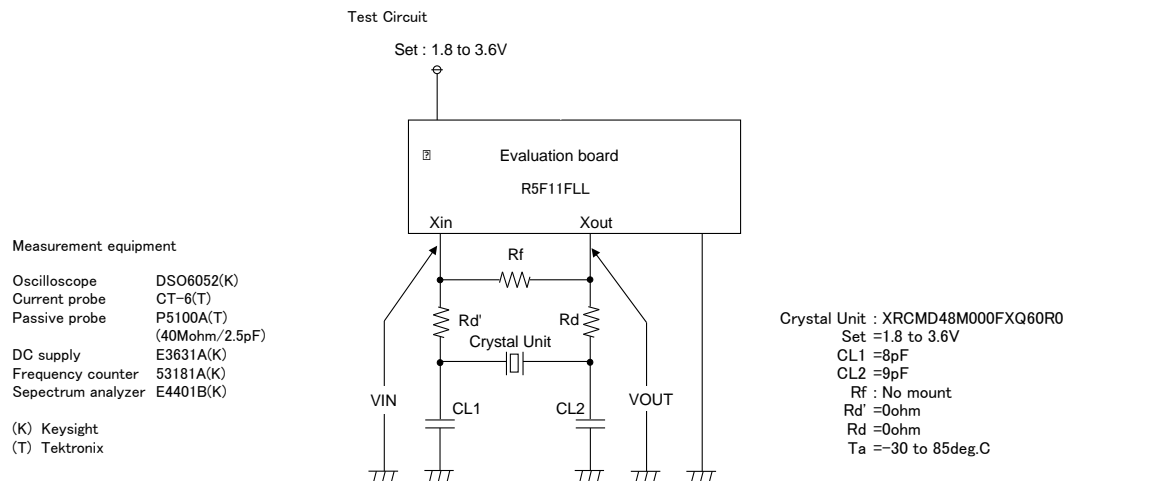 Test Circuit
Set : 1.8 to 3.6V
Evaluation board
R5F11FLL
Xin
Xout
Rf
Rd'
Rd
Crystal Unit
CL1
CL2
VIN
VOUT
Measurement equipment
Oscilloscope DSO6052(K)
Current probe CT-6(T)
Passive probe P5100A(T)
(40Mohm/2.5pF)
DC supply E3631A(K)
Frequency counter 53181A(K)
Sepectrum analyzer E4401B(K)
(K) Keysight
(T) Tektronix
Crystal Unit : XRCMD48M000FXQ60R0
Set =1.8 to 3.6V
CL1 =8pF
CL2 =9pF
Rf : No mount
Rd' =0ohm
Rd =0ohm
Ta =-30 to 85deg.C